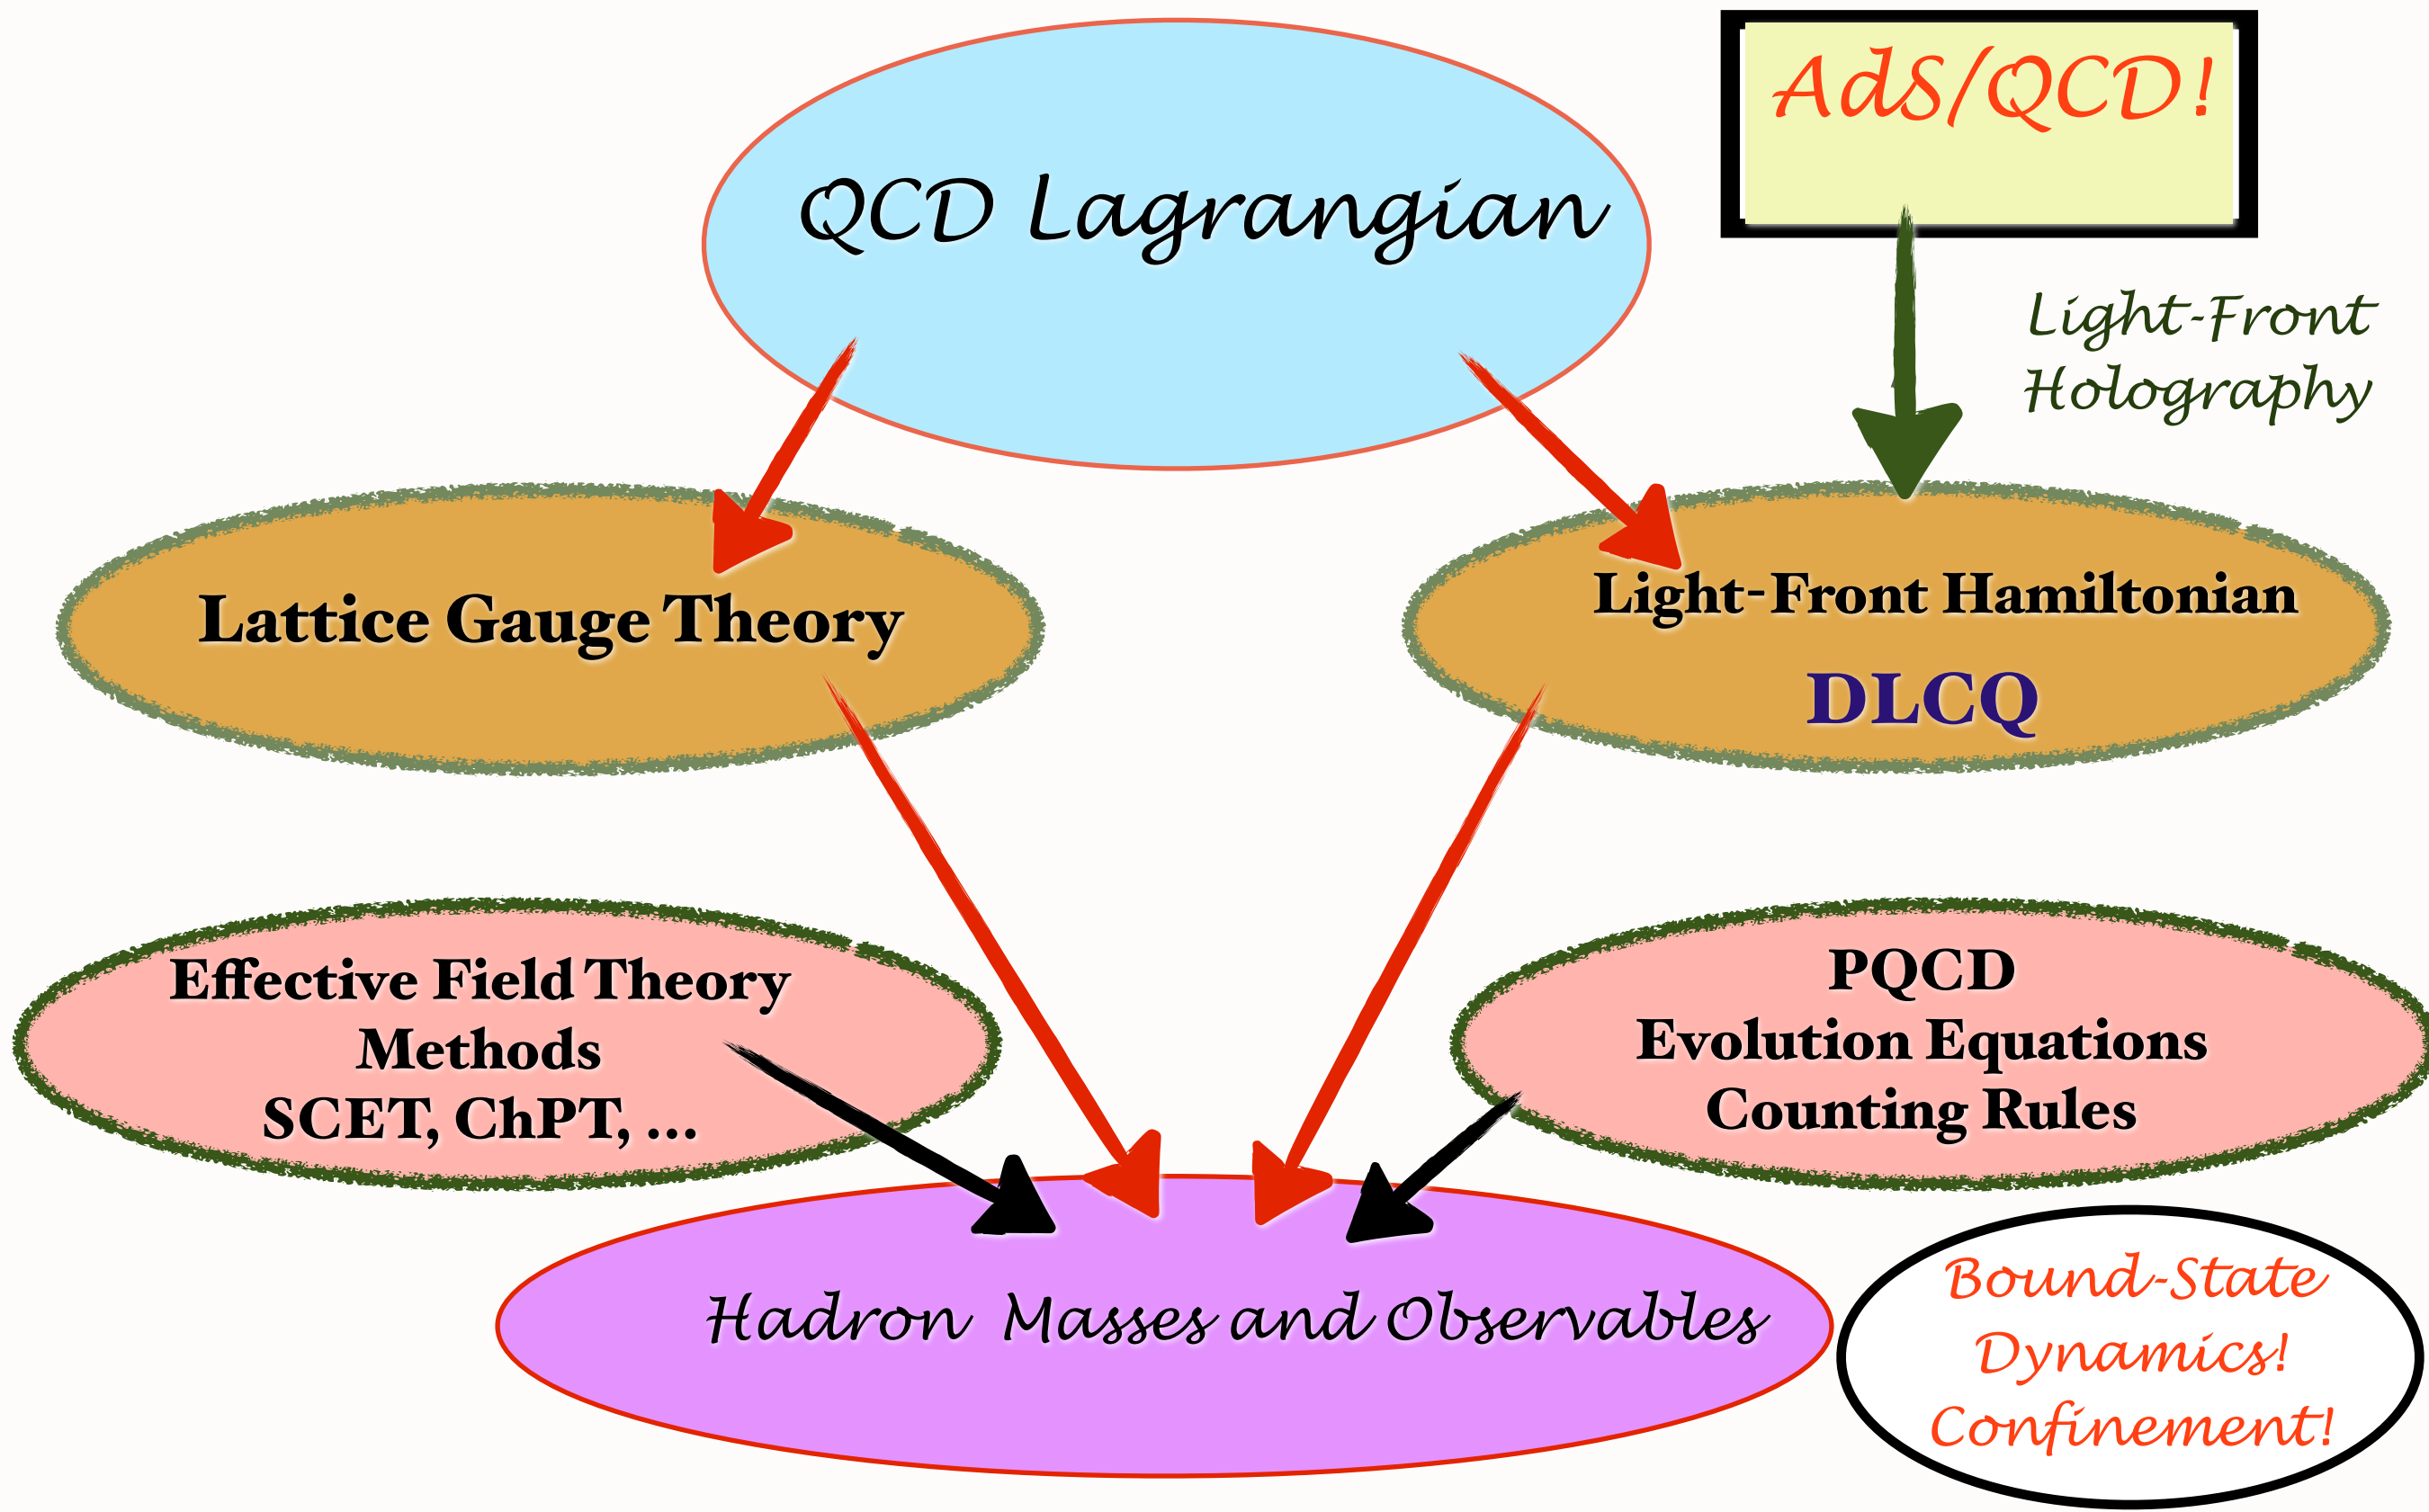 QCD Lagrangian
AdS/QCD!
Light-Front
Holography
Lattice Gauge Theory
Light-Front Hamiltonian
DLCQ
Effective Field Theory
Methods
SCET, ChPT, ...
PQCD
Evolution Equations
Counting Rules
Hadron Masses and Observables
Bound-State
Dynamics!
Confinement!